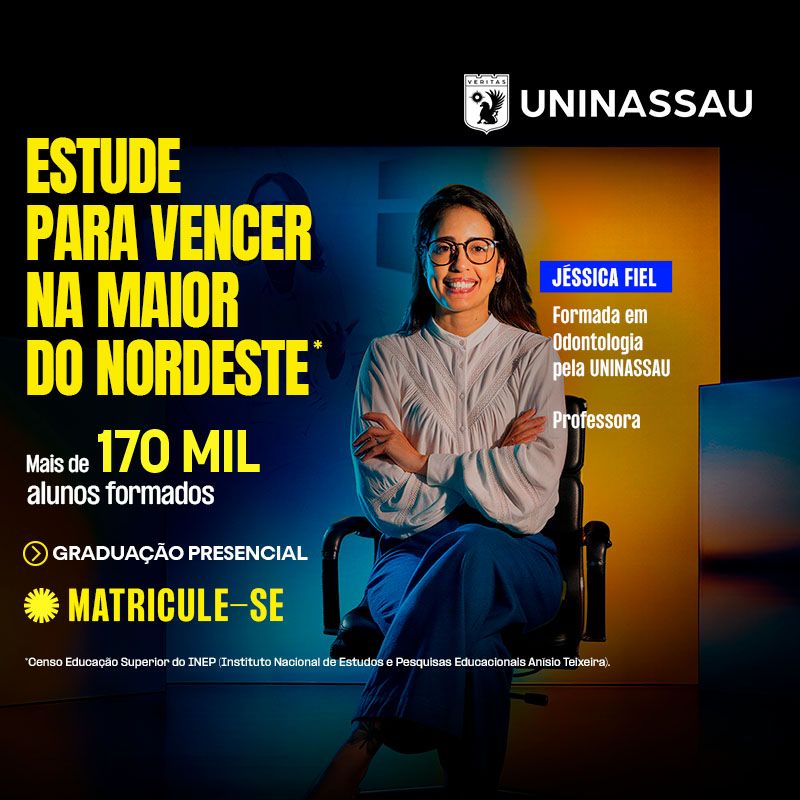 VERITAS
UNINASSAU
ESTUDE
PARA VENCER
NA MAIOR
DO NORDESTE*
JÉSSICA FIEL
Formada em
Odontologia
pela UNINASSAU
Professora
Mais de 170 MIL
alunos formados
GRADUAÇÃO PRESENCIAL
MATRICULE-SE
*Censo Educação Superior do INEP (Instituto Nacional de Estudos e Pesquisas Educacionais Anísio Teixeira).